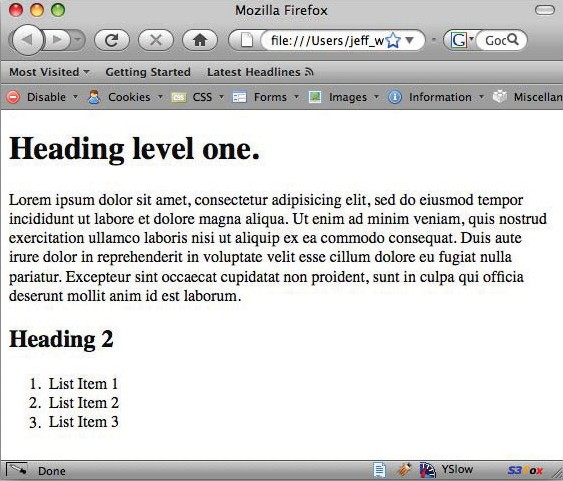 Mozilla Firefox
file:///Users/jeff_w
G Goo
Most Visited Getting Started Latest Headlines
Disable Cookies CSS Forms Images Information Miscellan
Heading level one.
Lorem ipsum dolor sit amet, consectetur adipisicing elit, sed do eiusmod tempor
incididunt ut labore et dolore magna aliqua. Ut enim ad minim veniam, quis nostrud
exercitation ullamco laboris nisi ut aliquip ex ea commodo consequat. Duis aute
irure dolor in reprehenderit in voluptate velit esse cillum dolore eu fugiat nulla
pariatur. Excepteur sint occaecat cupidatat non proident, sunt in culpa qui officia
deserunt mollit anim id est laborum.
Heading 2
1. List Item 1
2. List Item 2
3. List Item 3
Done YSlow S3Fox